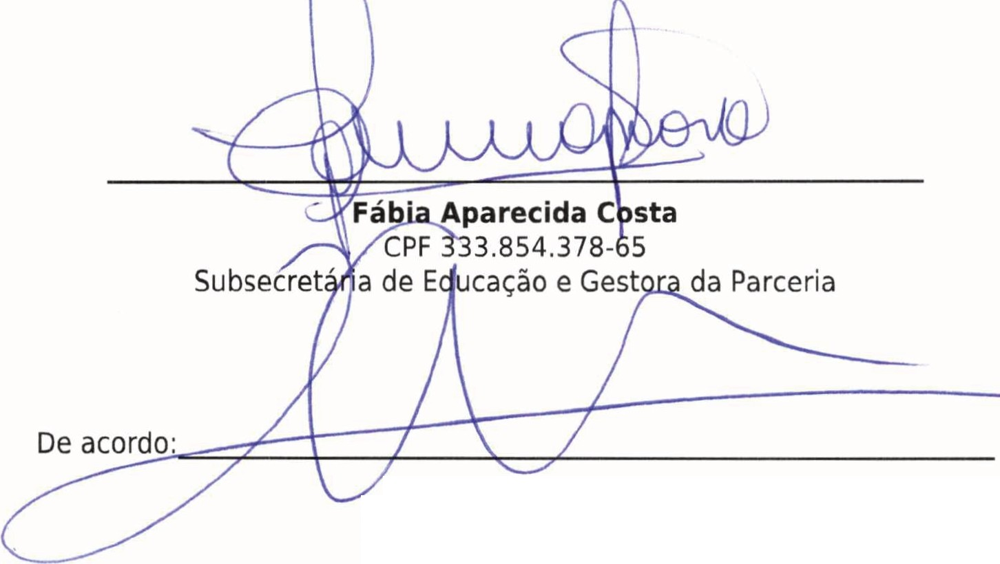 Fábia Aparecida Costa
CPF 333.854.378-65
Subsecretária de Educação e Gestora da Parceria
De acordo: